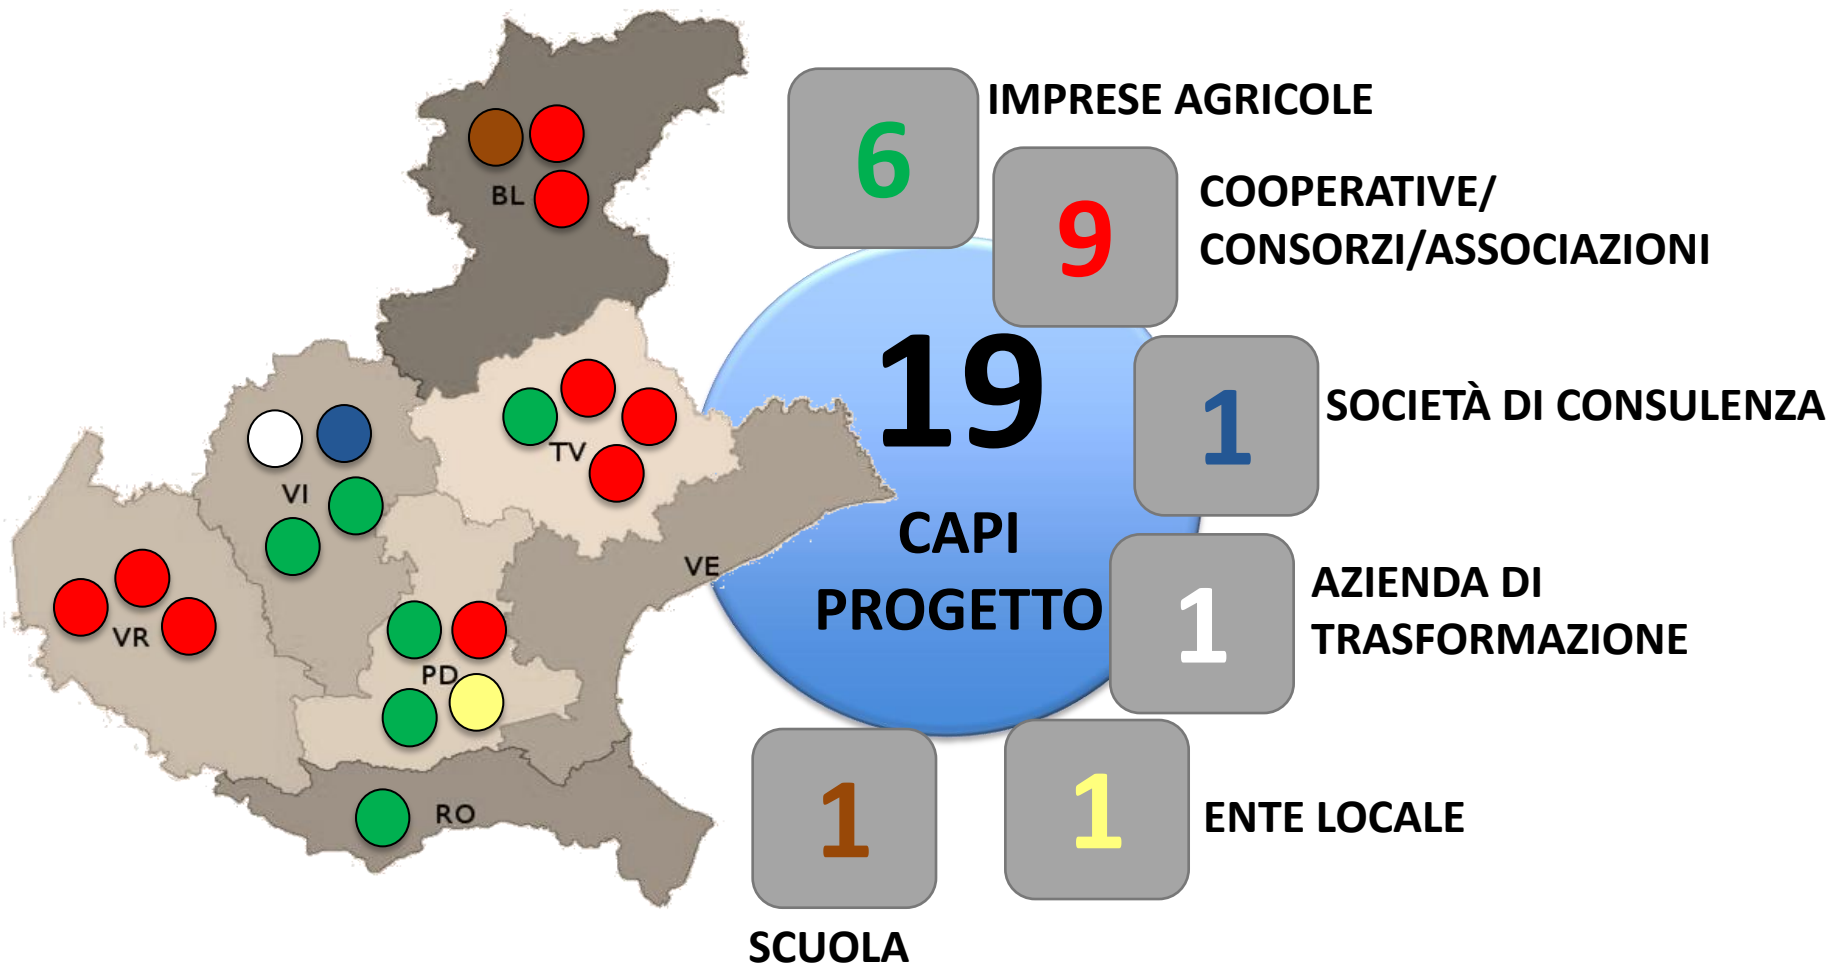 BL
TV
VI
VE
VR
PD
RO
6
IMPRESE AGRICOLE
9
COOPERATIVE/
CONSORZI/ASSOCIAZIONI
19
CAPI
PROGETTO
1
SOCIETÀ DI CONSULENZA
1
AZIENDA DI
TRASFORMAZIONE
1
ENTE LOCALE
1
SCUOLA